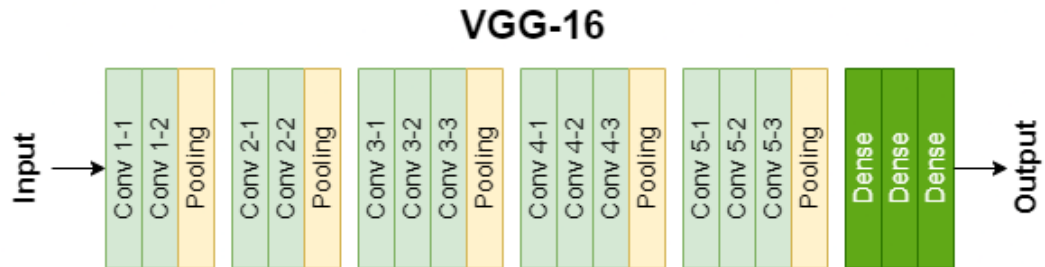 VGG-16
Input
Conv 1-1
Conv 1-2
Pooling
Conv 2-1
Conv 2-2
Pooling
Conv 3-1
Conv 3-2
Conv 3-3
Pooling
Conv 4-1
Conv 4-2
Conv 4-3
Pooling
Conv 5-1
Conv 5-2
Conv 5-3
Pooling
Dense
Dense
Dense
Output